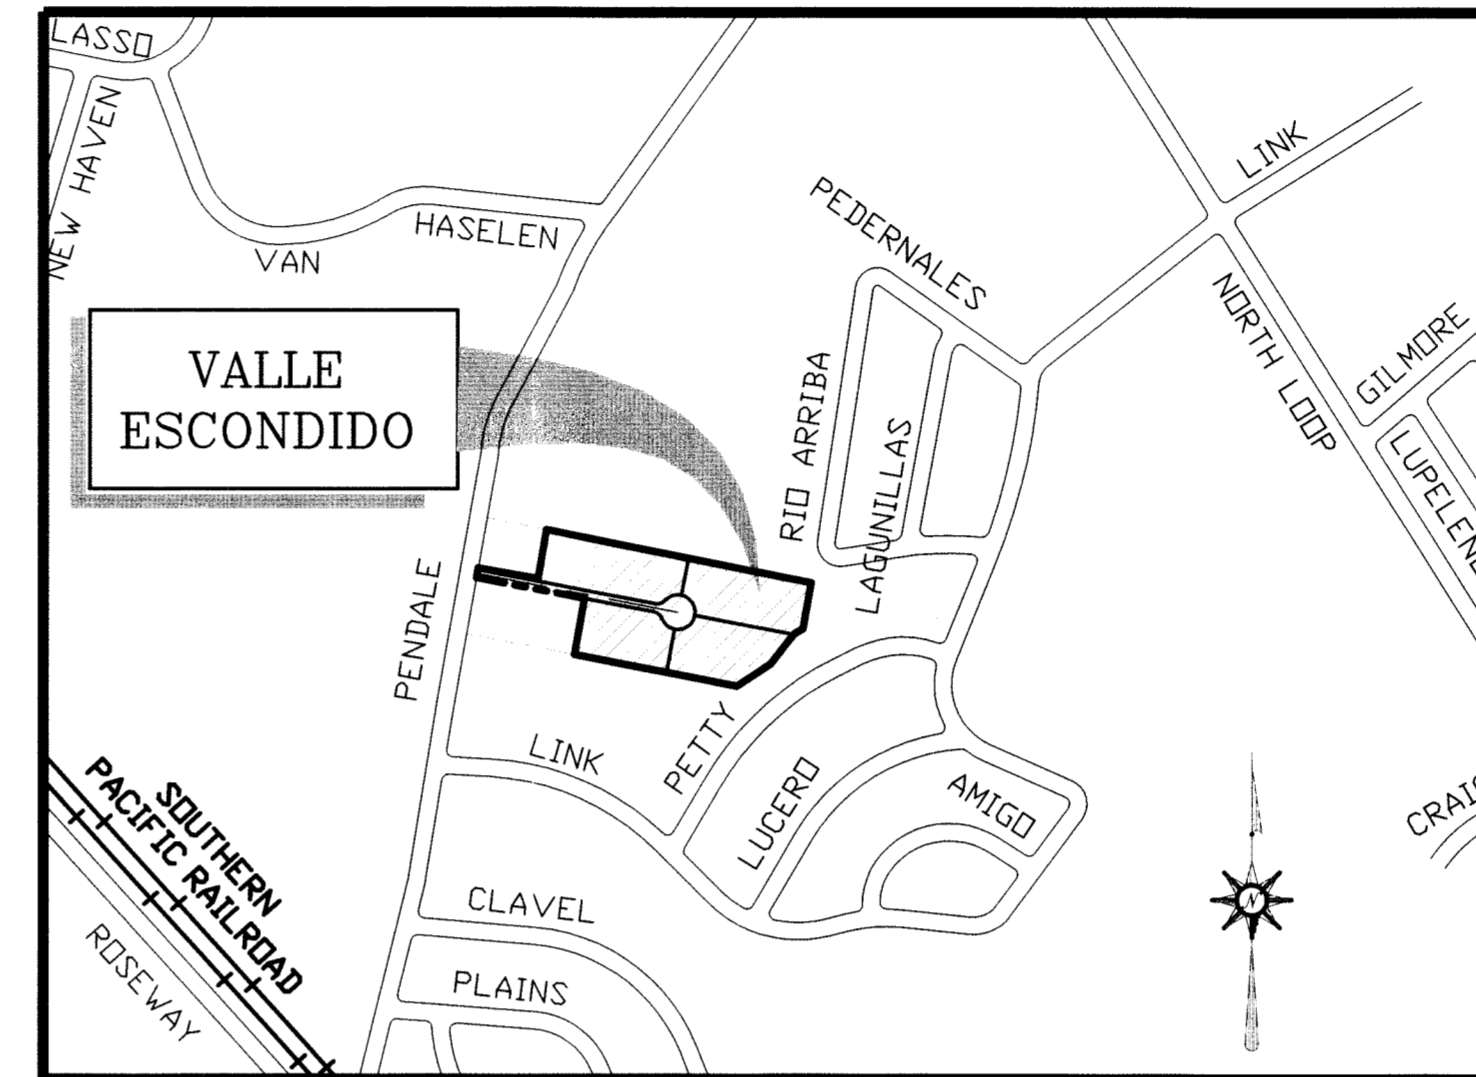 LASSO
NEW HAVEN
VAN
HASELEN
LINK
PEDERNALES
NORTH LOOP
GILMORE
VALLE
ESCONDIDO
RIO ARRIBA
LAGUNILLAS
PENDALE
LINK
PETTY
LUCERO
AMIGO
SOUTHERN
PACIFIC RAILROAD
ROSEWAY
CLAVEL
PLAINS
N